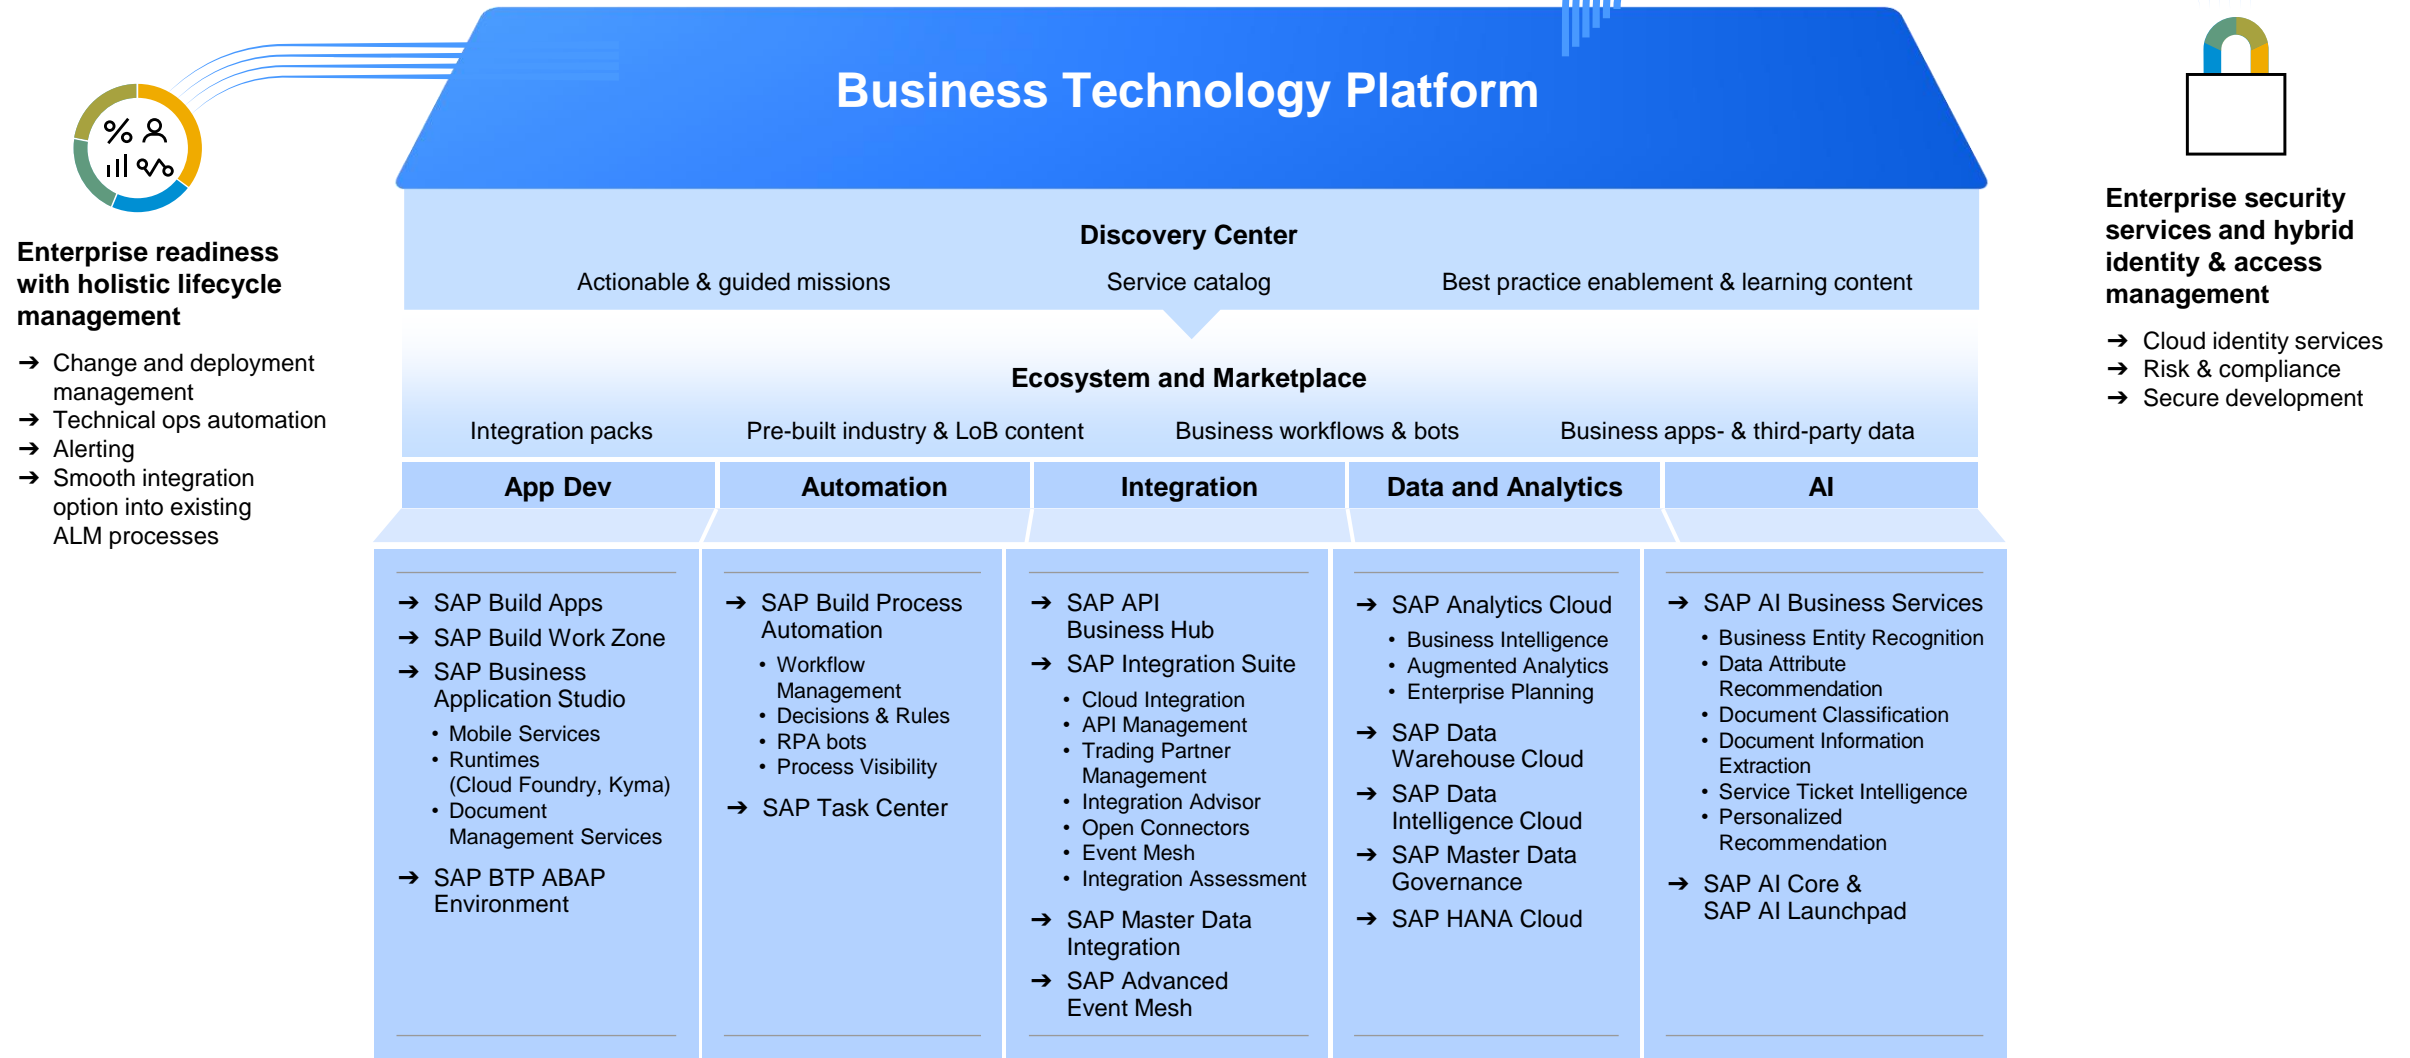 Business Technology Platform
Enterprise readiness
with holistic lifecycle
management
➔ Change and deployment
management
➔ Technical ops automation
➔ Alerting
➔ Smooth integration
option into existing
ALM processes
Discovery Center
Actionable & guided missions
Service catalog
Best practice enablement & learning content
Ecosystem and Marketplace
Integration packs
Pre-built industry & LoB content
Business workflows & bots
Business apps- & third-party data
App Dev
➔ SAP Build Apps
➔ SAP Build Work Zone
➔ SAP Business
Application Studio
• Mobile Services
• Runtimes
(Cloud Foundry, Kyma)
• Document
Management Services
➔ SAP BTP ABAP
Environment
Automation
➔ SAP Build Process
Automation
• Workflow
Management
• Decisions & Rules
• RPA bots
• Process Visibility
➔ SAP Task Center
Integration
➔ SAP API
Business Hub
➔ SAP Integration Suite
• Cloud Integration
• API Management
• Trading Partner
Management
• Integration Advisor
• Open Connectors
• Event Mesh
• Integration Assessment
➔ SAP Master Data
Integration
➔ SAP Advanced
Event Mesh
Data and Analytics
➔ SAP Analytics Cloud
• Business Intelligence
• Augmented Analytics
• Enterprise Planning
➔ SAP Data
Warehouse Cloud
➔ SAP Data
Intelligence Cloud
➔ SAP Master Data
Governance
➔ SAP HANA Cloud
AI
➔ SAP AI Business Services
• Business Entity Recognition
• Data Attribute
Recommendation
• Document Classification
• Document Information
Extraction
• Service Ticket Intelligence
• Personalized
Recommendation
➔ SAP AI Core &
SAP AI Launchpad
Enterprise security
services and hybrid
identity & access
management
➔ Cloud identity services
➔ Risk & compliance
➔ Secure development